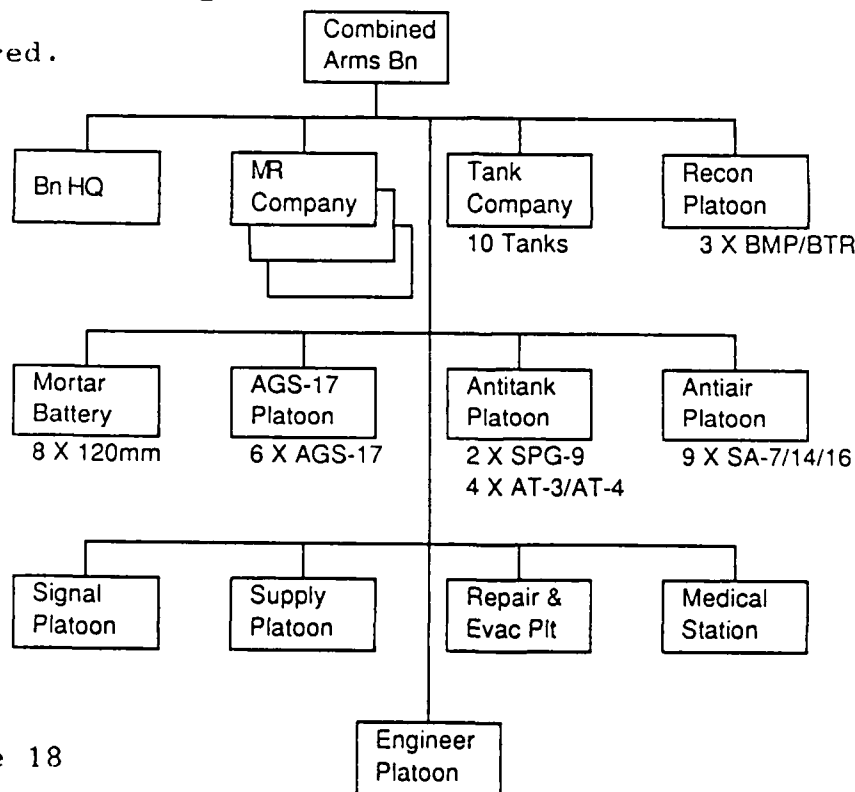 red.
Combined
Arms Bn
Bn HQ
MR
Company
Tank
Company
10 Tanks
Recon
Platoon
3 X BMP/BTR
Mortar
Battery
8 X 120mm
AGS-17
Platoon
6 X AGS-17
Antitank
Platoon
2 X SPG-9
4 X AT-3/AT-4
Antiair
Platoon
9 X SA-7/14/16
Signal
Platoon
Supply
Platoon
Repair &
Evac Plt
Medical
Station
Engineer
Platoon
e 18